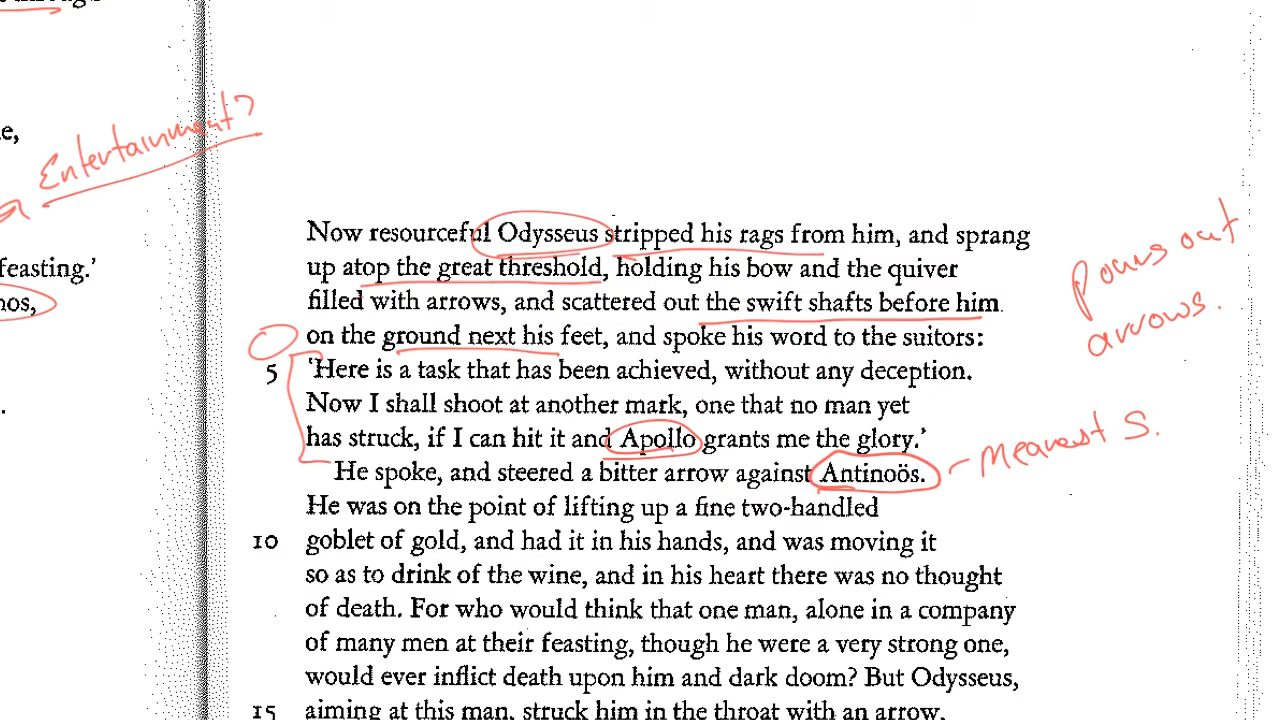 Entertainment?
e,
feasting.'
nos,
Now resourceful Odysseus stripped his rags from him, and sprang
up atop the great threshold, holding his bow and the quiver
filled with arrows, and scattered out the swift shafts before him
on the ground next his feet, and spoke his word to the suitors:
5 'Here is a task that has been achieved, without any deception.
Now I shall shoot at another mark, one that no man yet
has struck, if I can hit it and Apollo grants me the glory.'
He spoke, and steered a bitter arrow against Antinoös.
He was on the point of lifting up a fine two-handled
10 goblet of gold, and had it in his hands, and was moving it
so as to drink of the wine, and in his heart there was no thought
of death. For who would think that one man, alone in a company
of many men at their feasting, though he were a very strong one,
would ever inflict death upon him and dark doom? But Odysseus,
15 aiming at this man, struck him in the throat with an arrow,
pours out
arrows.
meanest S.